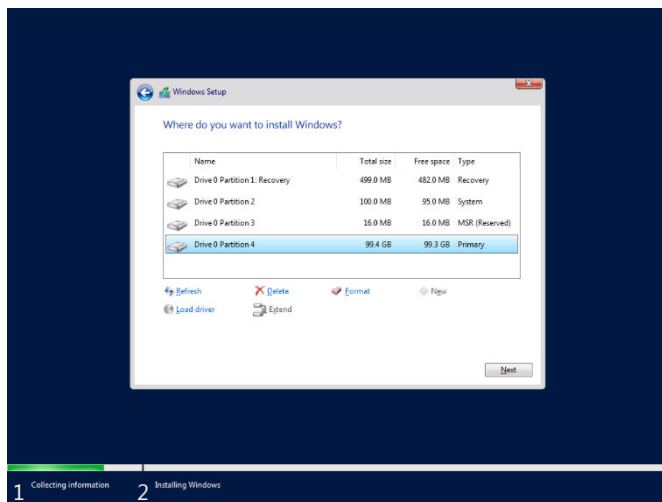 Windows Setup
Where do you want to install Windows?
Name Total size Free space Type
Drive 0 Partition 1: Recovery 499.0 MB 482.0 MB Recovery
Drive 0 Partition 2 100.0 MB 95.0 MB System
Drive 0 Partition 3 16.0 MB 16.0 MB MSR (Reserved)
Drive 0 Partition 4 99.4 GB 99.3 GB Primary
Refresh Delete Format New
Load driver Extend
Next
1 Collecting information 2 Installing Windows